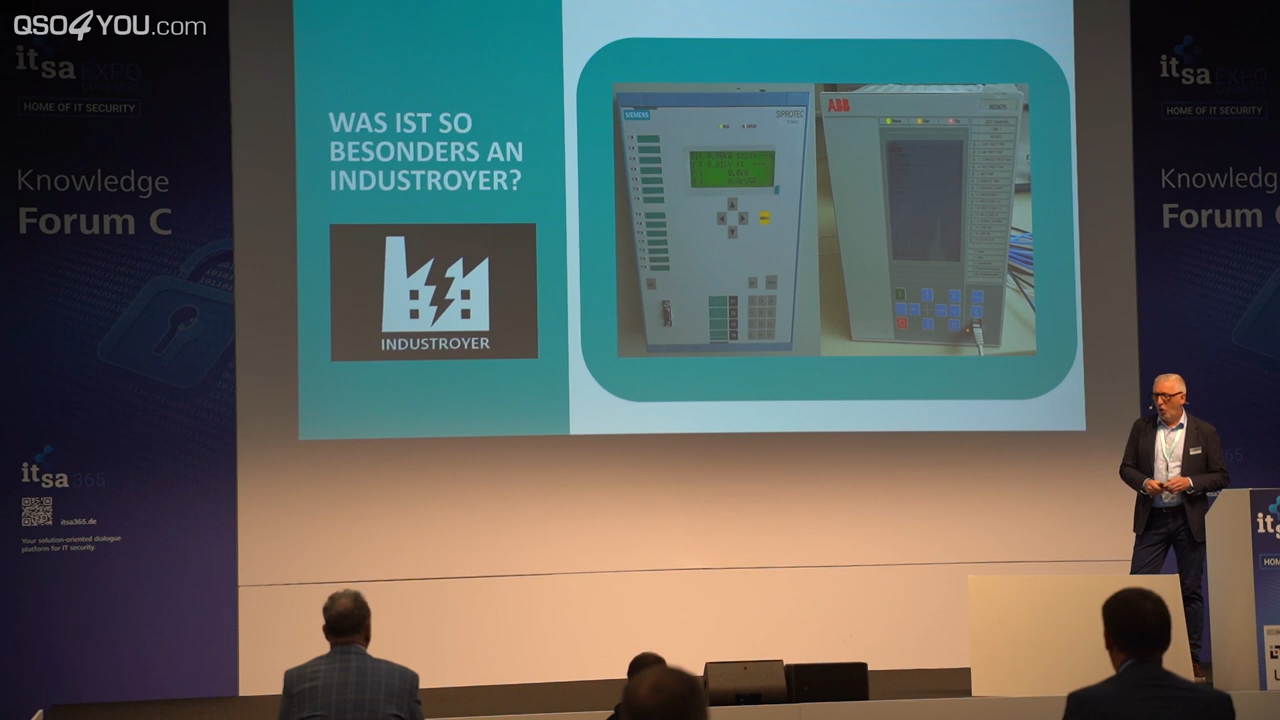 QSO4YOU.com
itsa EXPO
HOME OF IT SECURITY
Knowledge
Forum C
itsa 365
itsa365.de
Your solution-oriented dialogue
platform for IT security.
WAS IST SO
BESONDERS AN
INDUSTROYER?
INDUSTROYER
SIEMENS
SIPROTEC
ABB
itsa EXPO
HOME OF IT SECURITY
Knowledg
Forum